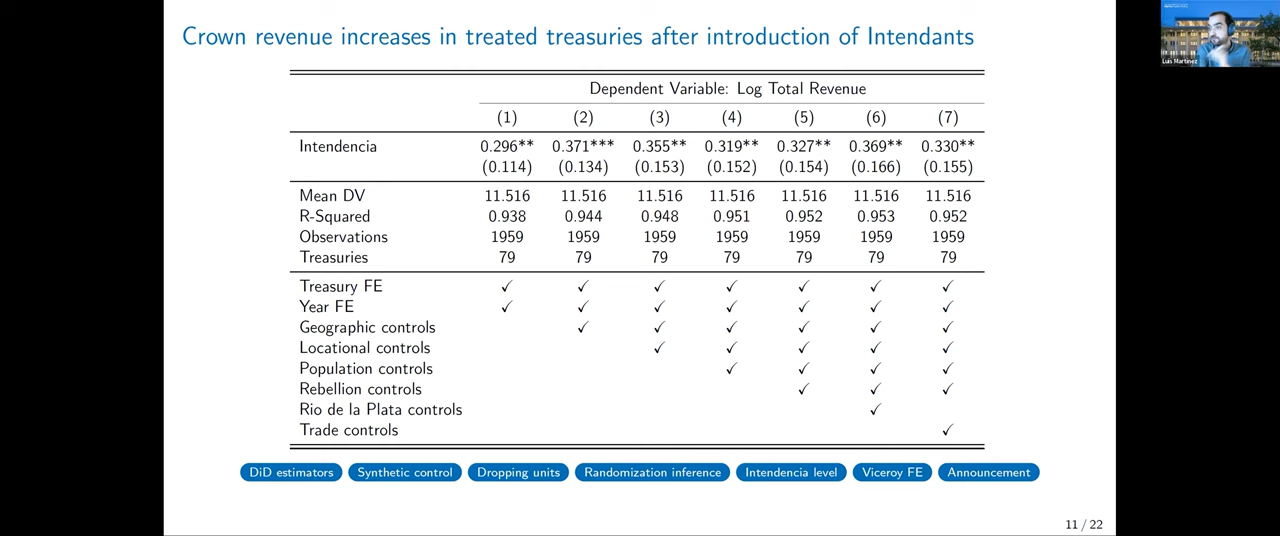 Crown revenue increases in treated treasuries after introduction of Intendants
Dependent Variable: Log Total Revenue
(1) (2) (3) (4) (5) (6) (7)
Intendencia 0.296** 0.371*** 0.355** 0.319** 0.327** 0.369** 0.330**
(0.114) (0.134) (0.153) (0.152) (0.154) (0.166) (0.155)
Mean DV 11.516 11.516 11.516 11.516 11.516 11.516 11.516
R-Squared 0.938 0.944 0.948 0.951 0.952 0.953 0.952
Observations 1959 1959 1959 1959 1959 1959 1959
Treasuries 79 79 79 79 79 79 79
Treasury FE ✓ ✓ ✓ ✓ ✓ ✓ ✓
Year FE ✓ ✓ ✓ ✓ ✓ ✓ ✓
Geographic controls ✓ ✓ ✓ ✓ ✓ ✓
Locational controls ✓ ✓ ✓ ✓ ✓
Population controls ✓ ✓ ✓ ✓
Rebellion controls ✓ ✓ ✓
Rio de la Plata controls ✓
Trade controls ✓
DiD estimators Synthetic control Dropping units Randomization inference Intendencia level Viceroy FE Announcement
11 / 22
Luis Martinez